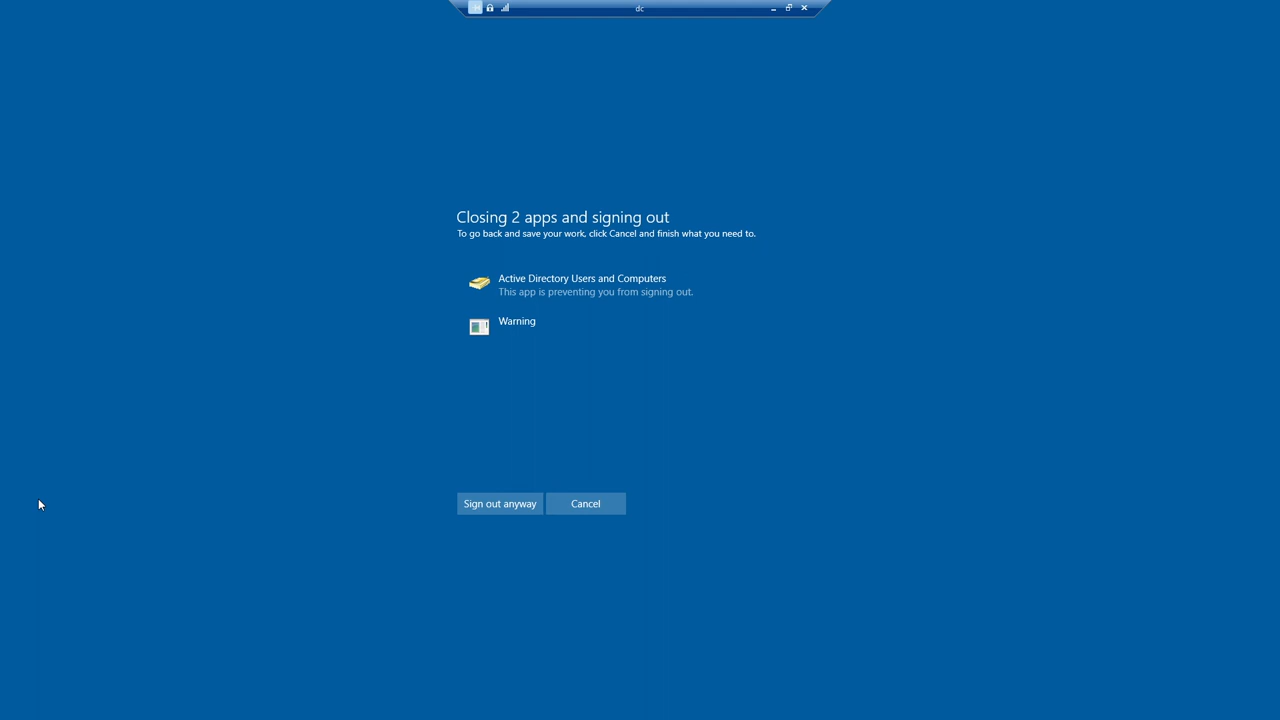 dc
Closing 2 apps and signing out
To go back and save your work, click Cancel and finish what you need to.
Active Directory Users and Computers
This app is preventing you from signing out.
Warning
Sign out anyway
Cancel